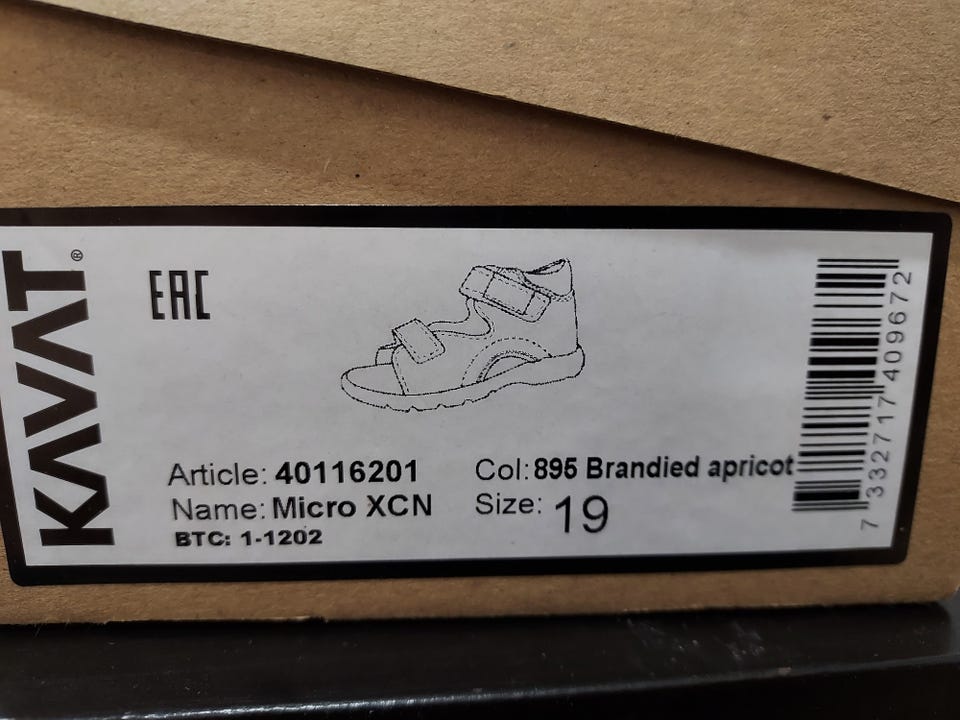 KAVAT®
EAC
Article: 40116201
Name: Micro XCN
BTC: 1-1202
Col: 895 Brandied apricot
Size: 19
7 332717 409672